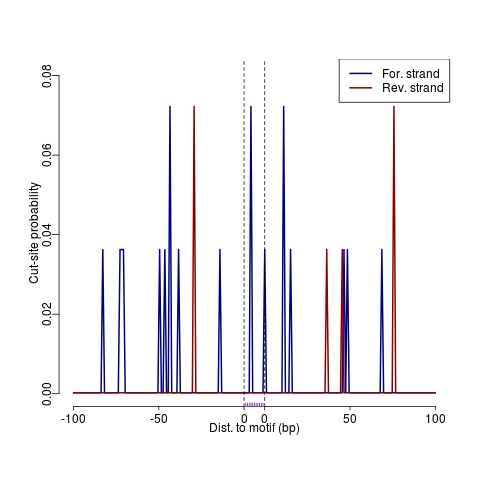 For. strand
Rev. strand
Cut-site probability
0.08
0.06
0.04
0.02
0.00
-100 -50 0 0 50 100
Dist. to motif (bp)